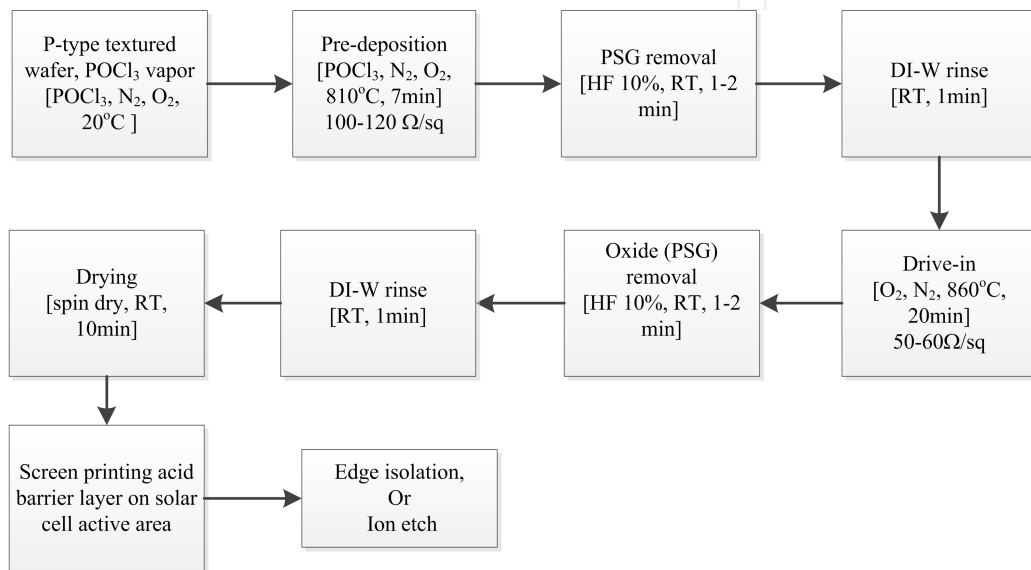 P-type textured
wafer, POCl₃ vapor
[POCl₃, N₂, O₂,
20°C ]
Pre-deposition
[POCl₃, N₂, O₂,
810°C, 7min]
100-120 Ω/sq
PSG removal
[HF 10%, RT, 1-2
min]
DI-W rinse
[RT, 1min]
Drive-in
[O₂, N₂, 860°C,
20min]
50-60Ω/sq
Oxide (PSG)
removal
[HF 10%, RT, 1-2
min]
DI-W rinse
[RT, 1min]
Drying
[spin dry, RT,
10min]
Screen printing acid
barrier layer on solar
cell active area
Edge isolation,
Or
Ion etch